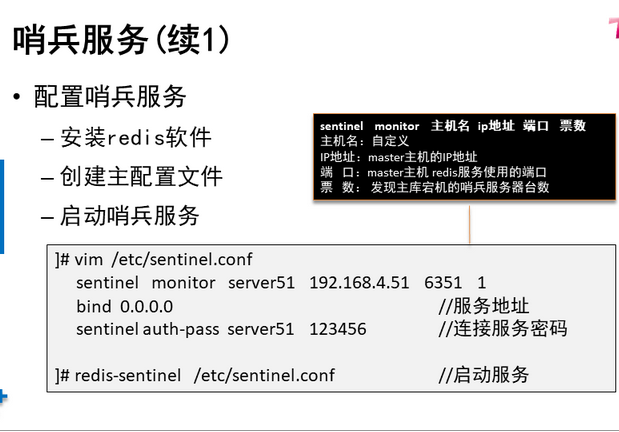 哨兵服务(续1)
• 配置哨兵服务
– 安装redis软件
– 创建主配置文件
– 启动哨兵服务
sentinel monitor 主机名 ip地址 端口 票数
主机名：自定义
IP地址：master主机的IP地址
端 口：master主机 redis服务使用的端口
票 数： 发现主库宕机的哨兵服务器台数
]# vim /etc/sentinel.conf
sentinel monitor server51 192.168.4.51 6351 1
bind 0.0.0.0 //服务地址
sentinel auth-pass server51 123456 //连接服务密码
]# redis-sentinel /etc/sentinel.conf //启动服务